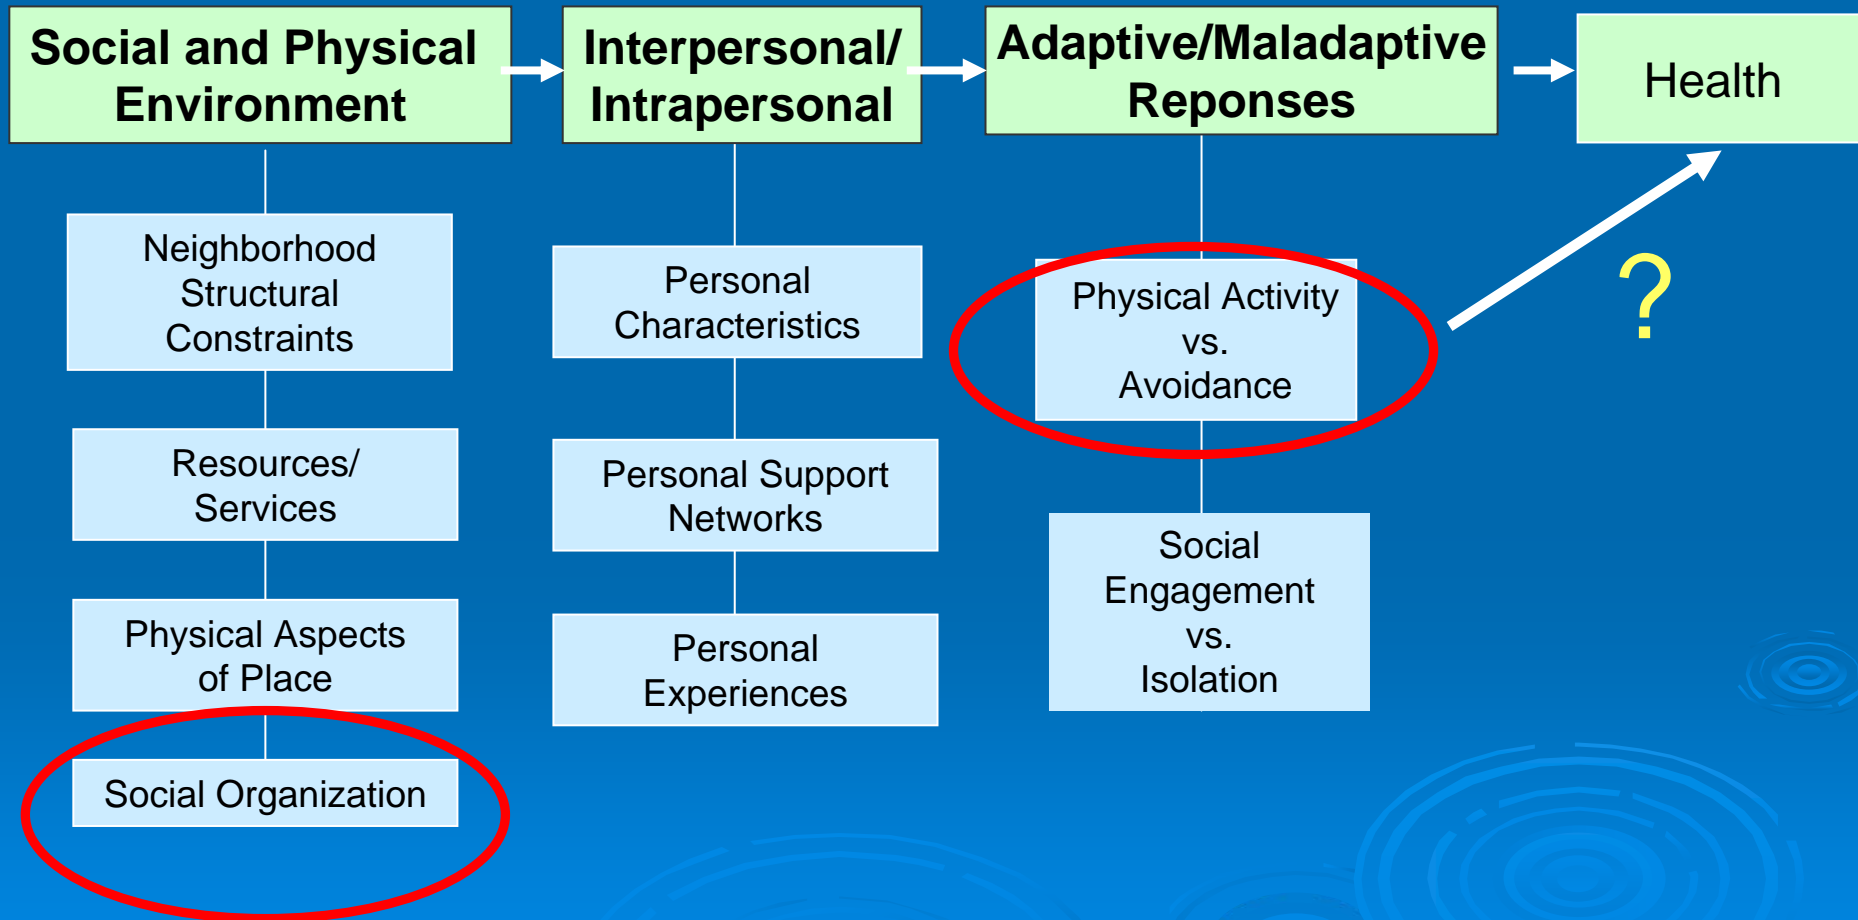 Social and Physical
Environment
Interpersonal/
Intrapersonal
Adaptive/Maladaptive
Reponses
Health
Neighborhood
Structural
Constraints
Resources/
Services
Physical Aspects
of Place
Social Organization
Personal
Characteristics
Personal Support
Networks
Personal
Experiences
Physical Activity
vs.
Avoidance
Social
Engagement
vs.
Isolation
?